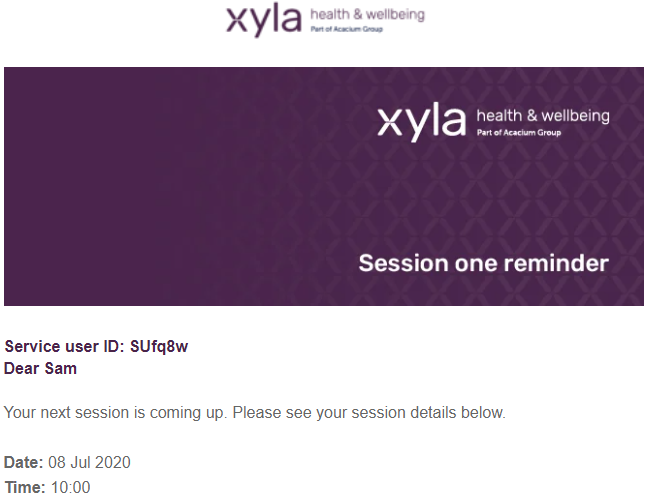 xyla health & wellbeing
Part of Acacium Group
xyla health & wellbeing
Part of Acacium Group
Session one reminder
Service user ID: SUfq8w
Dear Sam
Your next session is coming up. Please see your session details below.
Date: 08 Jul 2020
Time: 10:00